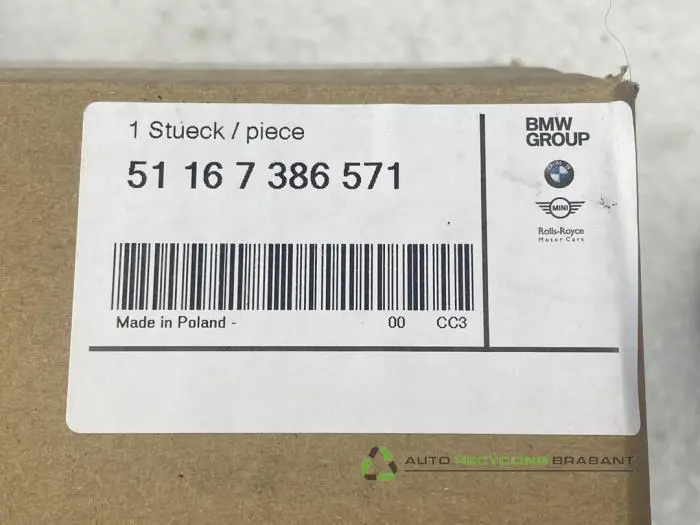 1 Stueck / piece
51 16 7 386 571
Made in Poland - 00 CC3
BMW
GROUP
MINI
Rolls-Royce
Motor Cars
AUTO RECYCLING BRABANT